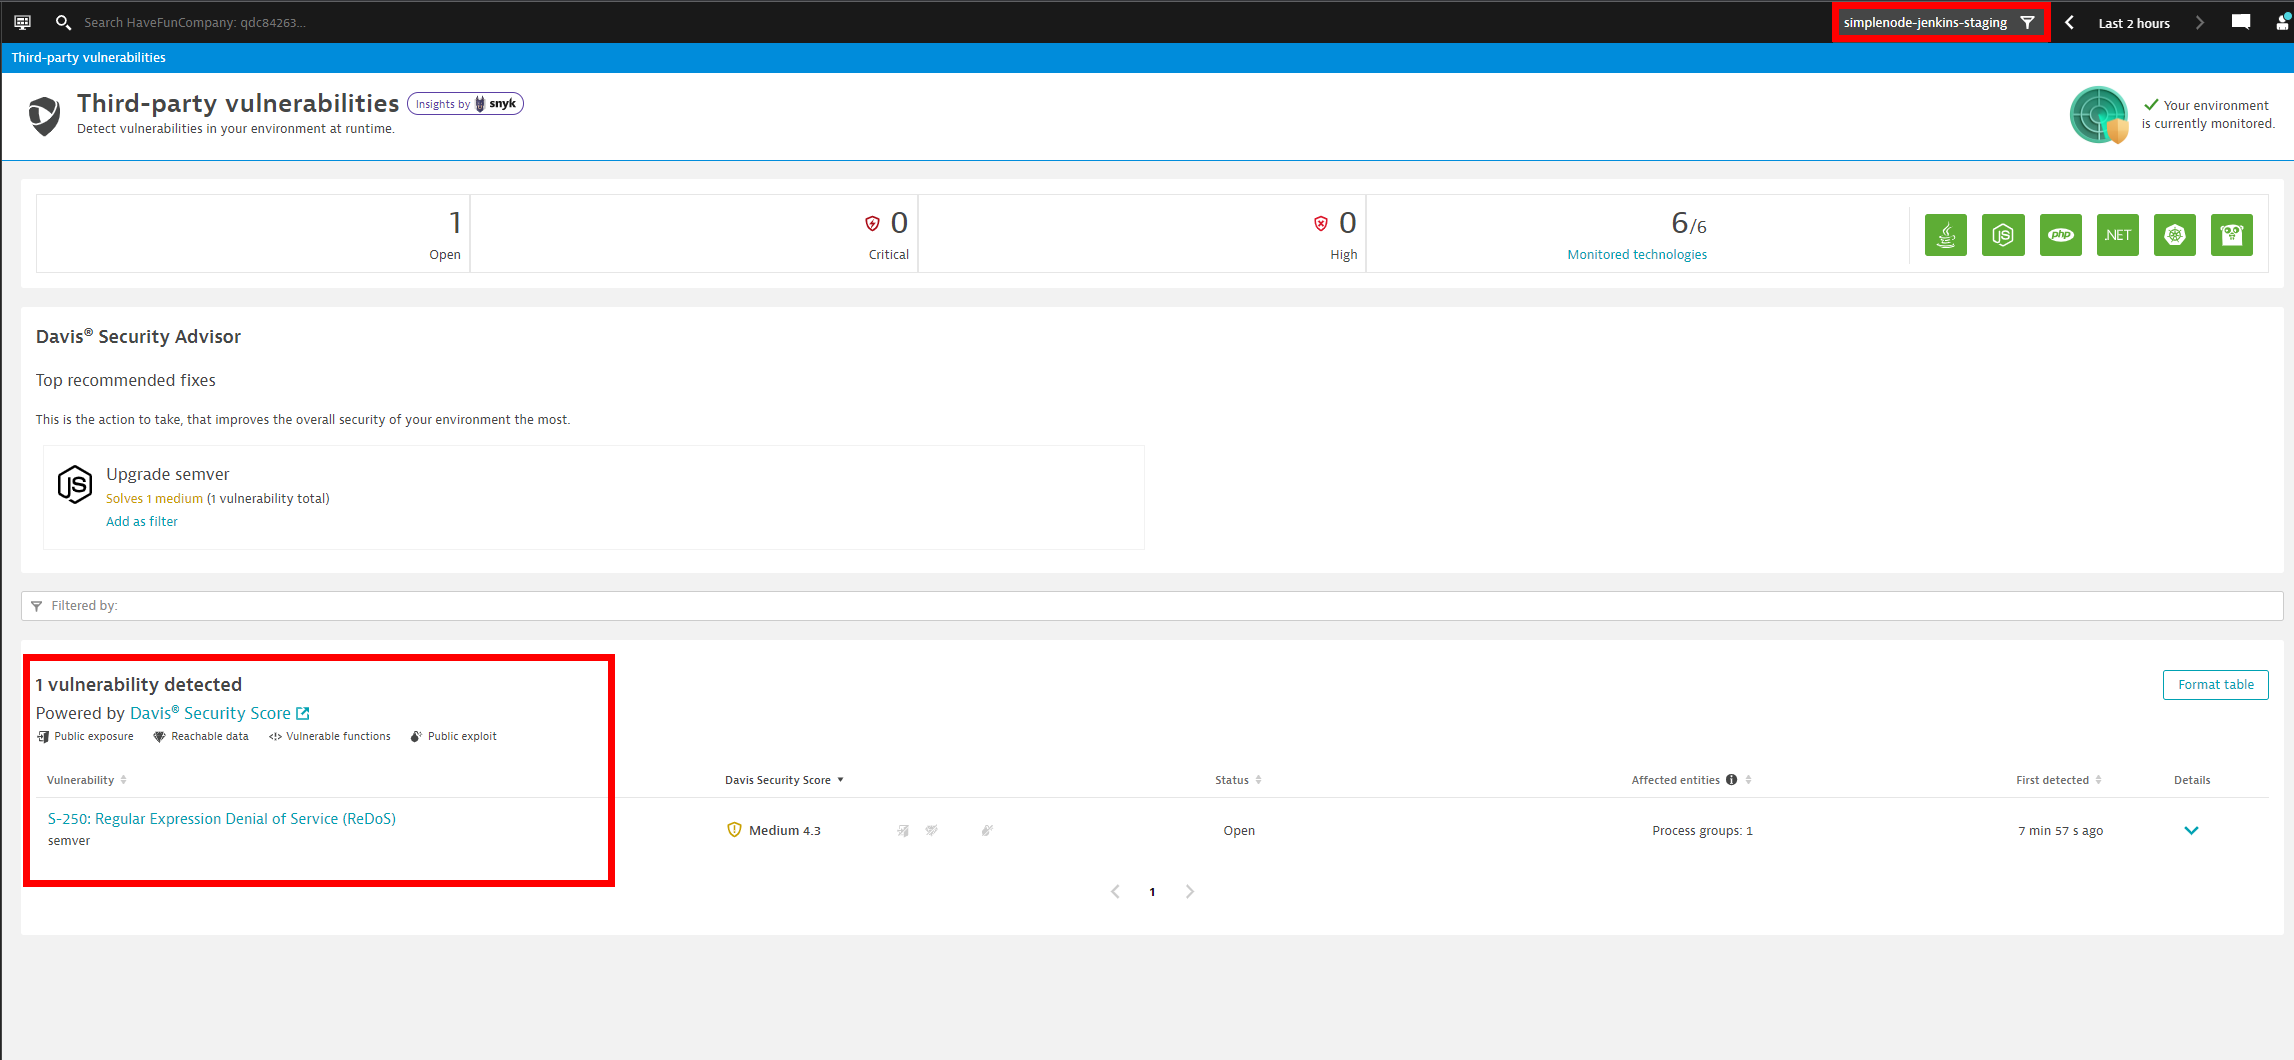 Search HaveFunCompany: qdc84263...
simplenode-jenkins-staging
Last 2 hours
Third-party vulnerabilities
Third-party vulnerabilities
Insights by snyk
Detect vulnerabilities in your environment at runtime.
Your environment
is currently monitored.
1
Open
0
Critical
0
High
6/6
Monitored technologies
JS
php
.NET
Davis® Security Advisor
Top recommended fixes
This is the action to take, that improves the overall security of your environment the most.
JS
Upgrade semver
Solves 1 medium (1 vulnerability total)
Add as filter
Filtered by:
1 vulnerability detected
Format table
Powered by Davis® Security Score
Public exposure
Reachable data
Vulnerable functions
Public exploit
Vulnerability
Davis Security Score
Status
Affected entities
First detected
Details
S-250: Regular Expression Denial of Service (ReDoS)
semver
Medium 4.3
Open
Process groups: 1
7 min 57 s ago
1